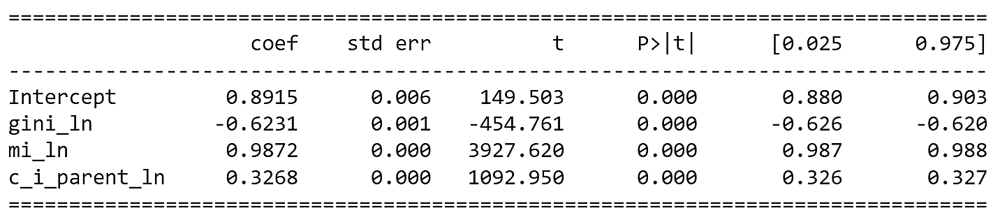 ==================================================================================
coef std err t P>|t| [0.025 0.975]
----------------------------------------------------------------------------------
Intercept 0.8915 0.006 149.503 0.000 0.880 0.903
gini_ln -0.6231 0.001 -454.761 0.000 -0.626 -0.620
mi_ln 0.9872 0.000 3927.620 0.000 0.987 0.988
c_i_parent_ln 0.3268 0.000 1092.950 0.000 0.326 0.327
==================================================================================